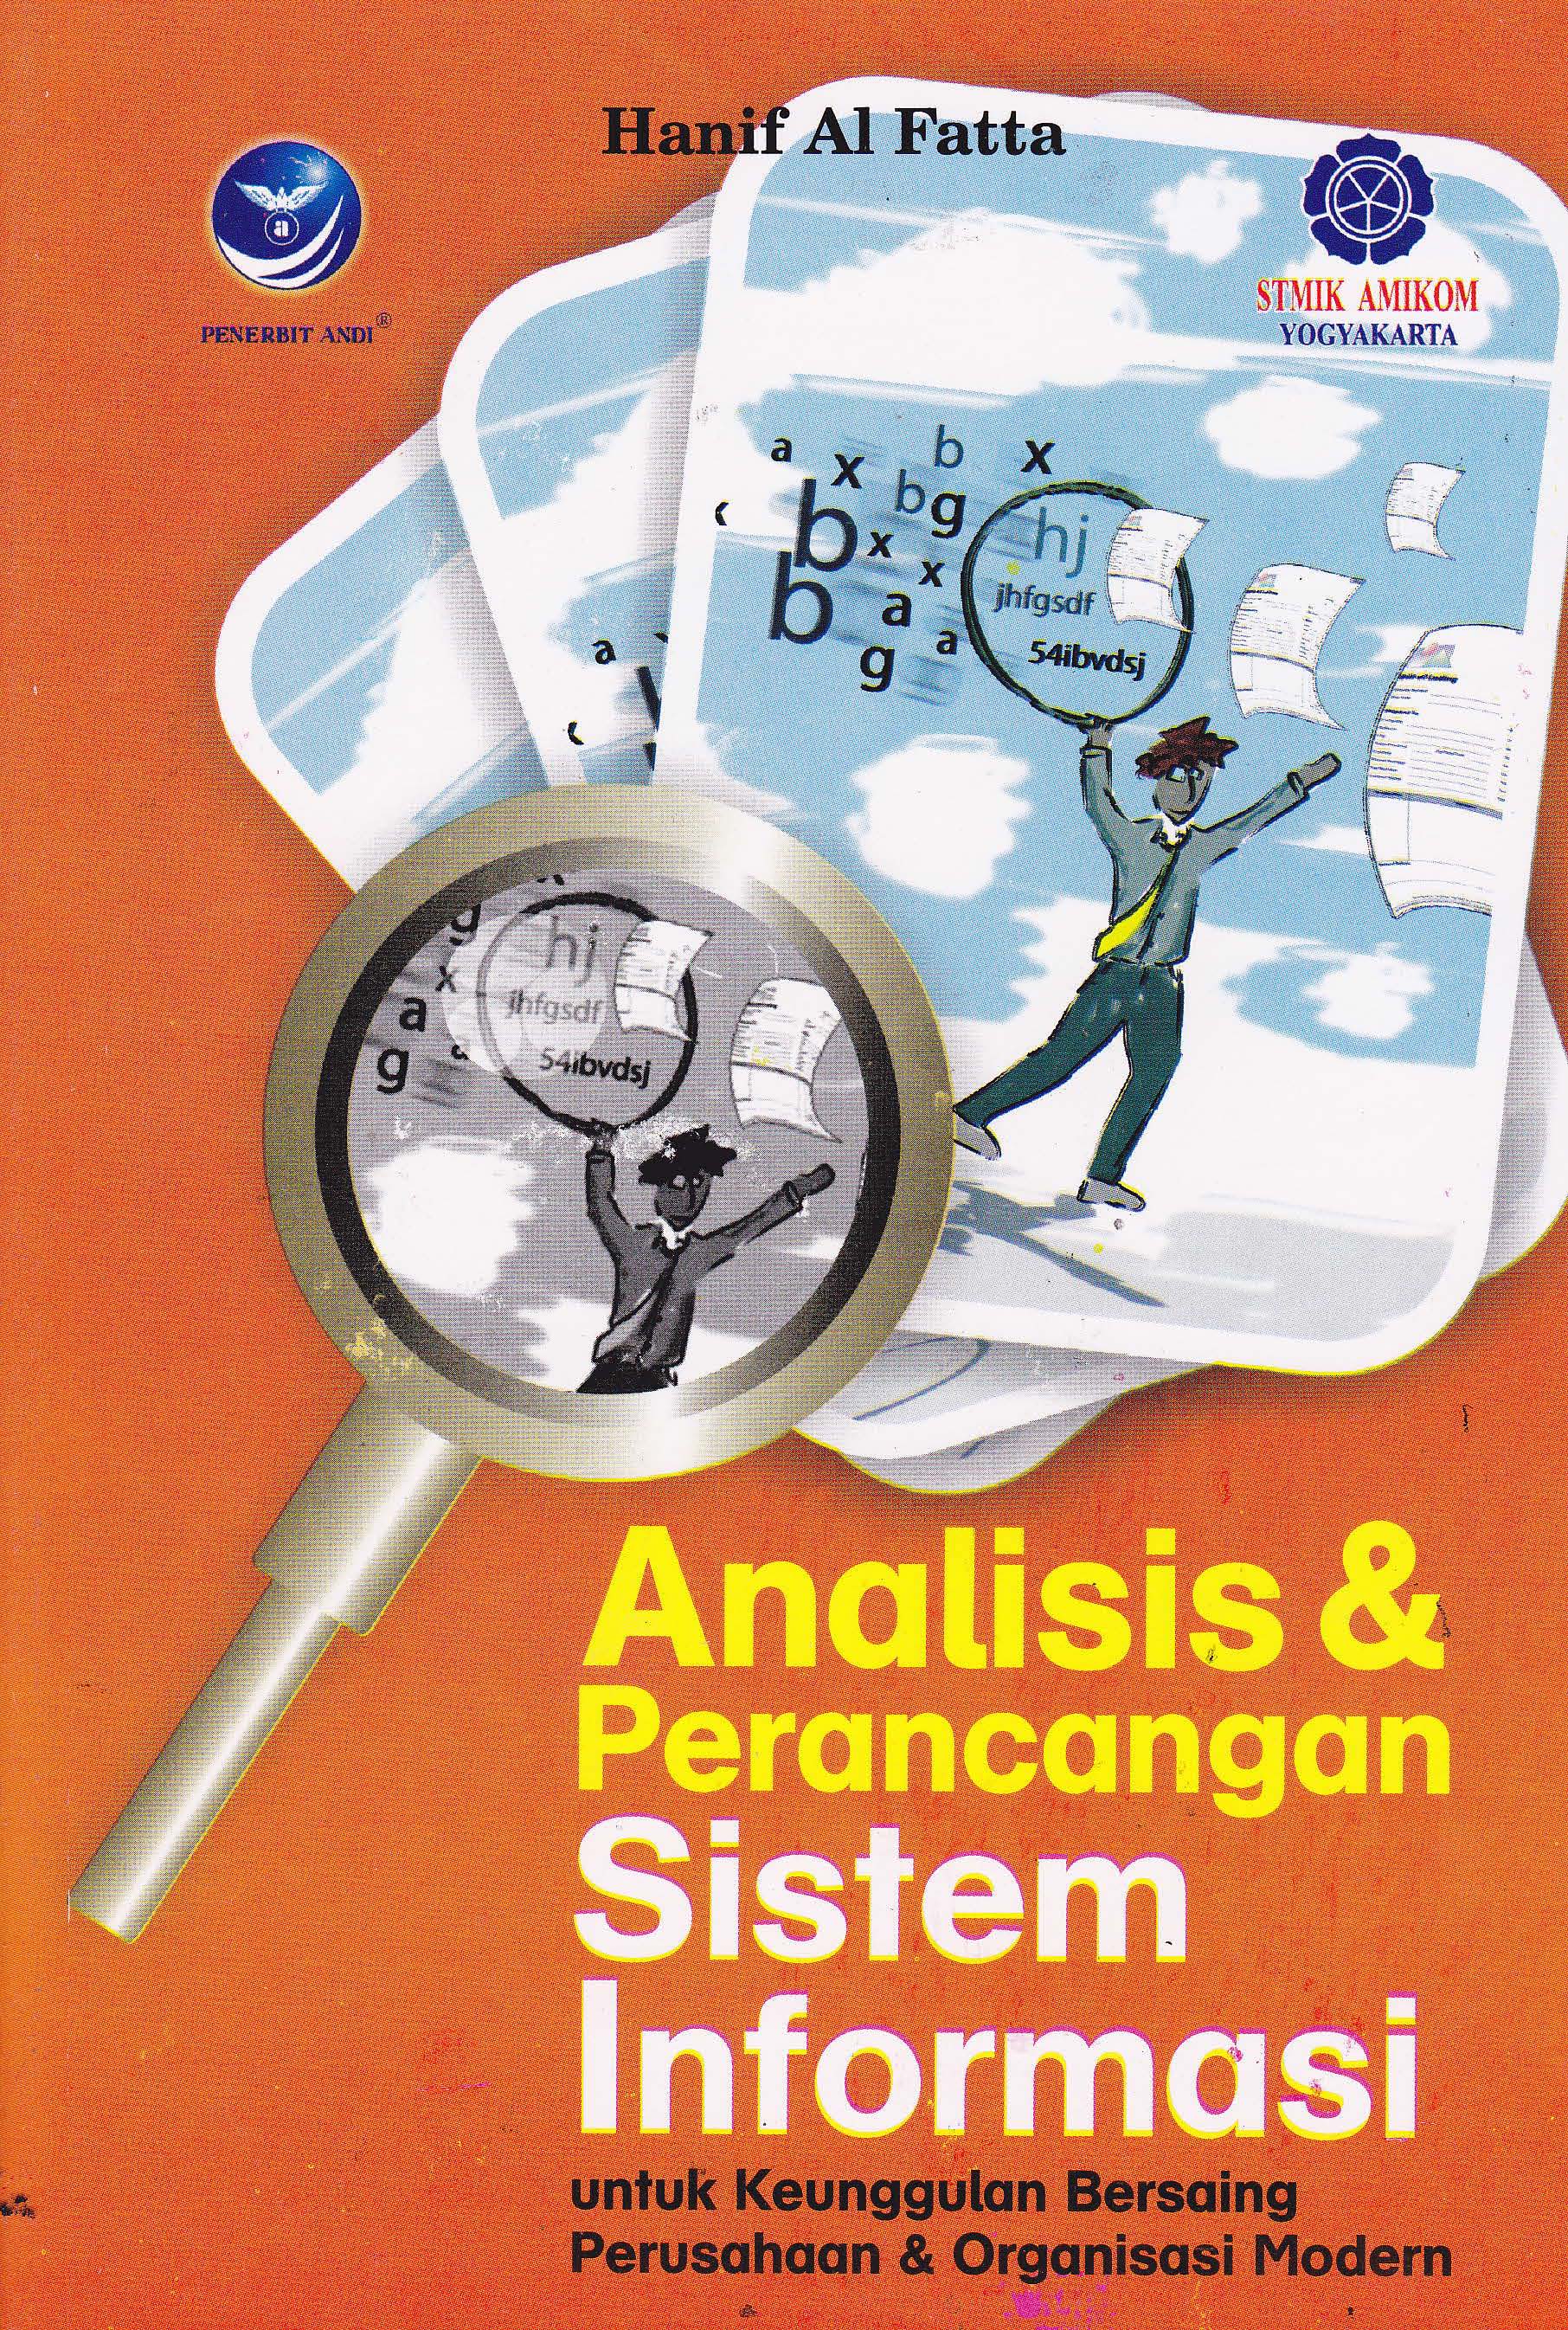 Hanif Al Fatta
a
PENERBIT ANDI®
STMIK AMIKOM
YOGYAKARTA
a x b x
b g
b x hj
x jhfgsdf
b a a 54ibvdsj
g
a
g hj
x jhfgsdf
a 54ibvdsj
g
Analisis &
Perancangan
Sistem
Informasi
untuk Keunggulan Bersaing
Perusahaan & Organisasi Modern